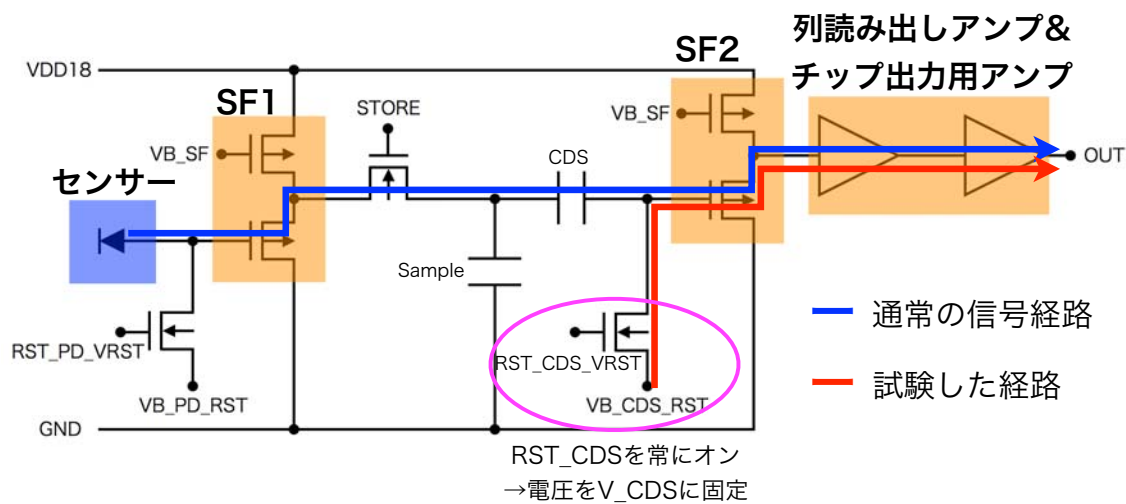 列読み出しアンプ&
チップ出力用アンプ
SF2
VDD18
SF1
STORE
VB_SF
VB_SF
CDS
OUT
センサー
Sample
通常の信号経路
RST_PD_VRST
RST_CDS_VRST
試験した経路
VB_PD_RST
VB_CDS_RST
GND
RST_CDSを常にオン
→電圧をV_CDSに固定